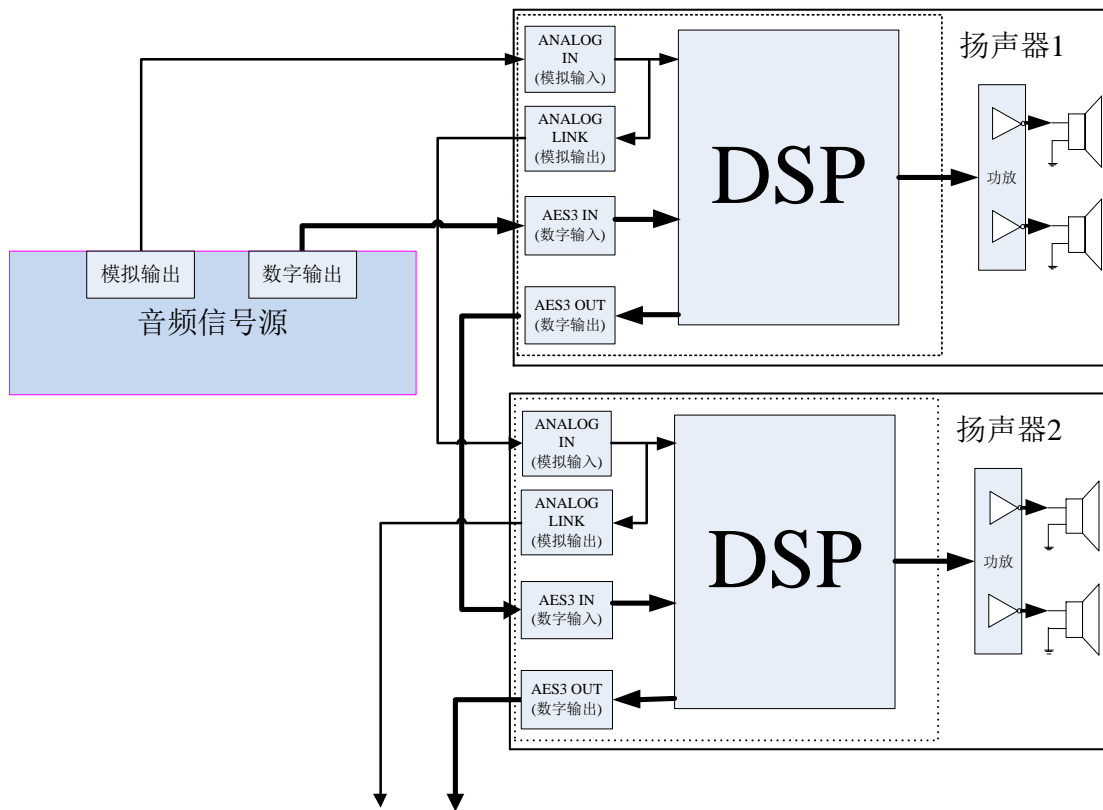 模拟输出
数字输出
音频信号源
扬声器1
ANALOG
IN
(模拟输入)
ANALOG
LINK
(模拟输出)
AES3 IN
(数字输入)
AES3 OUT
(数字输出)
DSP
功放
扬声器2
ANALOG
IN
(模拟输入)
ANALOG
LINK
(模拟输出)
AES3 IN
(数字输入)
AES3 OUT
(数字输出)
DSP
功放